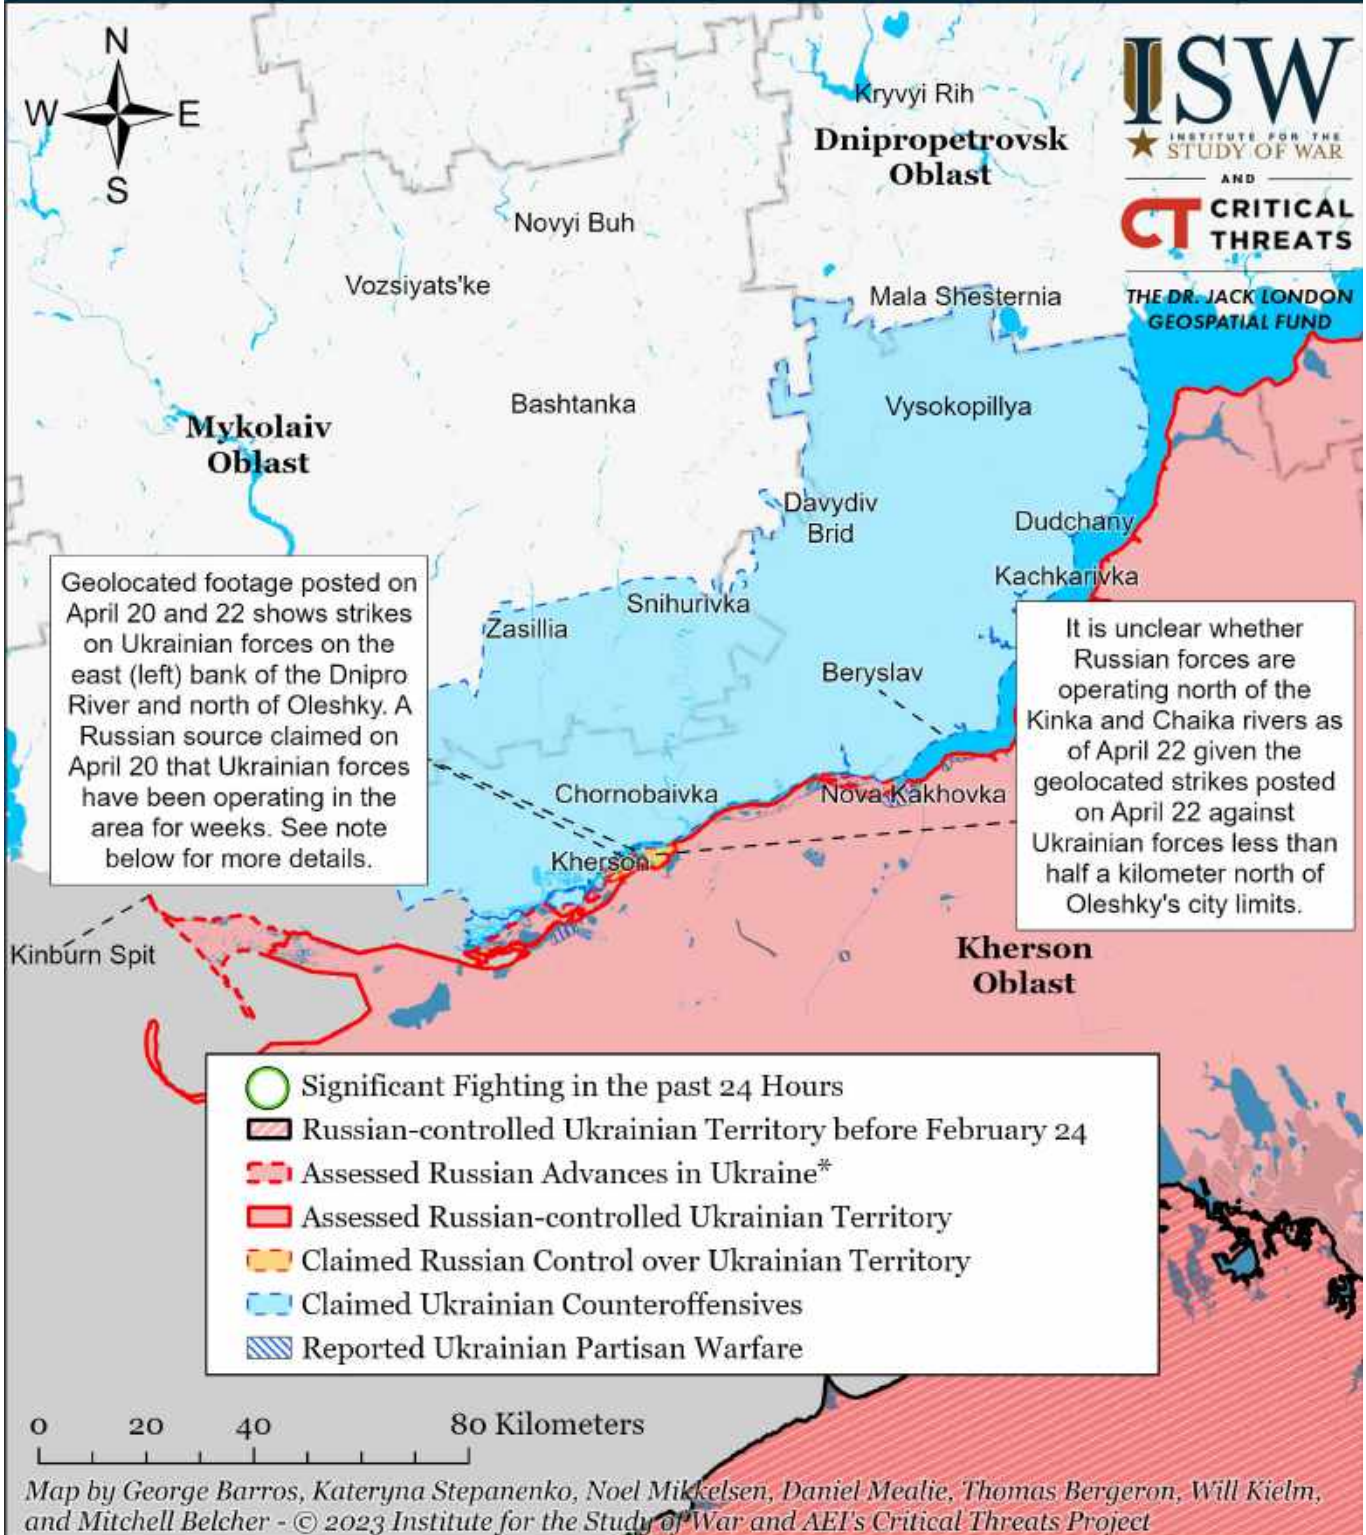 N
W E
S
ISW
INSTITUTE FOR THE
STUDY OF WAR
AND
CT CRITICAL
THREATS
THE DR. JACK LONDON
GEOSPATIAL FUND
Kryvyi Rih
Dnipropetrovsk
Oblast
Novyi Buh
Vozsiyats'ke
Mala Shesternia
Bashtanka
Vysokopillya
Mykolaiv
Oblast
Davydiv
Brid
Dudchany
Kachkarivka
Geolocated footage posted on
April 20 and 22 shows strikes
on Ukrainian forces on the
east (left) bank of the Dnipro
River and north of Oleshky. A
Russian source claimed on
April 20 that Ukrainian forces
have been operating in the
area for weeks. See note
below for more details.
Snihurivka
Zasillia
Beryslav
It is unclear whether
Russian forces are
operating north of the
Kinka and Chaika rivers as
of April 22 given the
geolocated strikes posted
on April 22 against
Ukrainian forces less than
half a kilometer north of
Oleshky's city limits.
Chornobaivka
Nova Kakhovka
Kherson
Kinburn Spit
Kherson
Oblast
Significant Fighting in the past 24 Hours
Russian-controlled Ukrainian Territory before February 24
Assessed Russian Advances in Ukraine*
Assessed Russian-controlled Ukrainian Territory
Claimed Russian Control over Ukrainian Territory
Claimed Ukrainian Counteroffensives
Reported Ukrainian Partisan Warfare
0 20 40 80 Kilometers
Map by George Barros, Kateryna Stepanenko, Noel Mikkelsen, Daniel Mealie, Thomas Bergeron, Will Kielm,
and Mitchell Belcher - © 2023 Institute for the Study of War and AEI's Critical Threats Project